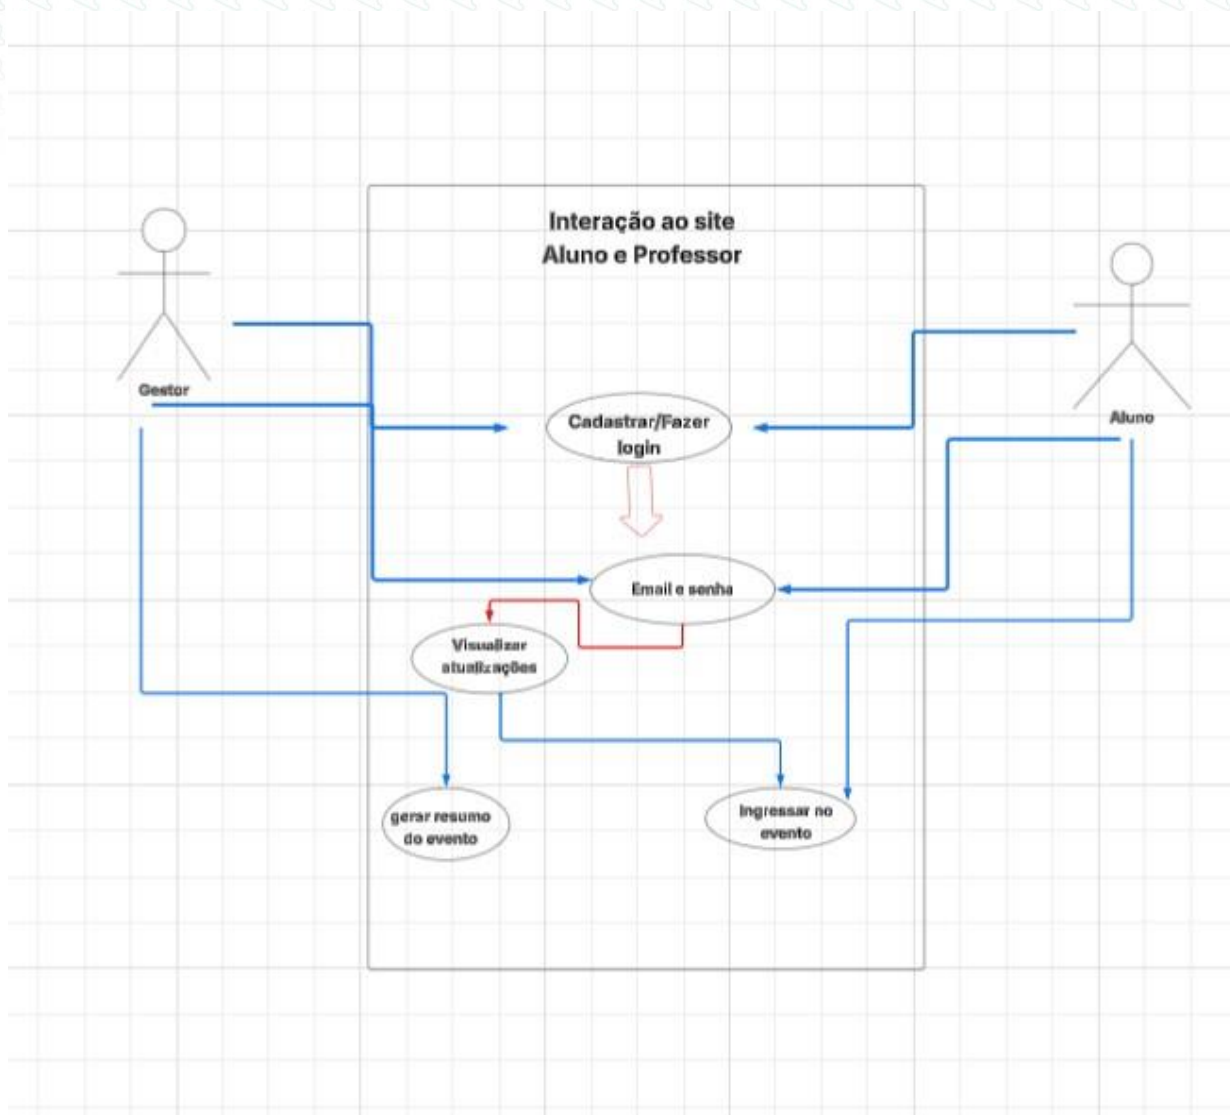 Interação ao site
Aluno e Professor
Gestor
Aluno
Cadastrar/Fazer
login
Email e senha
Visualizar
atualizações
gerar resumo
do evento
Ingressar no
evento